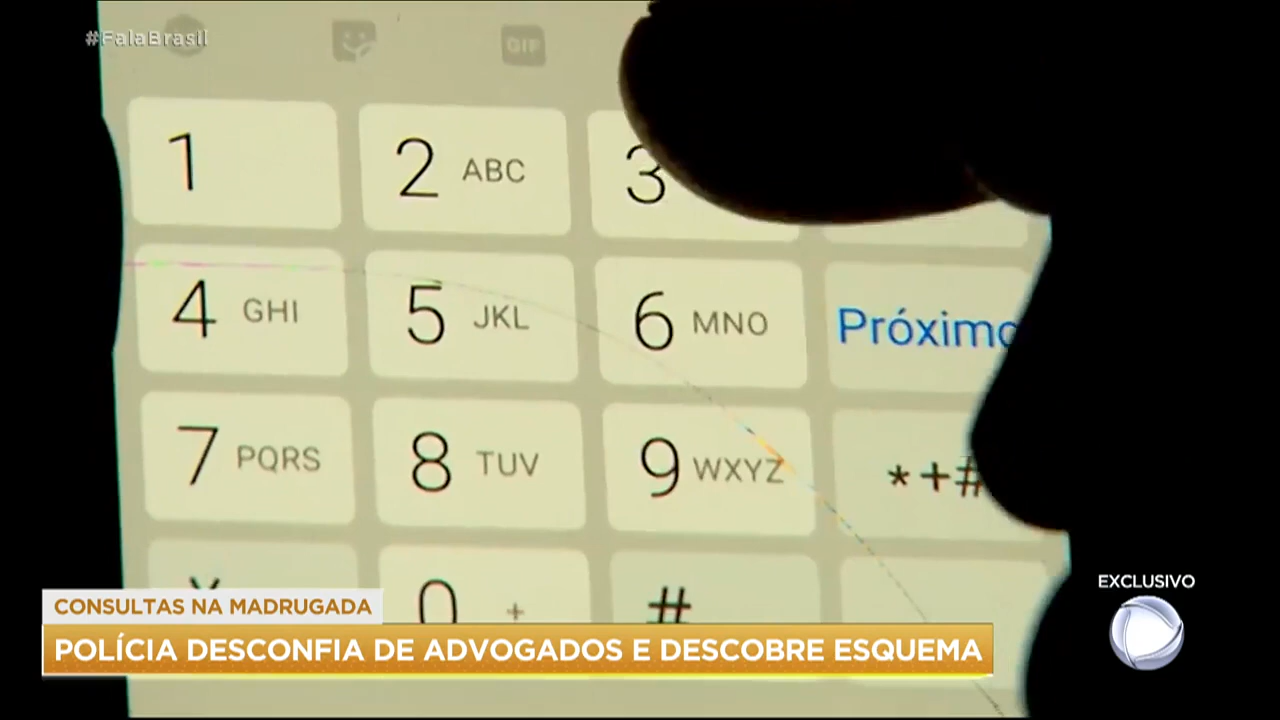 #FalaBrasil
GIF
1
2 ABC
3
4 GHI
5 JKL
6 MNO
Próximo
7 PQRS
8 TUV
9 WXYZ
*+#
0 +
#
EXCLUSIVO
CONSULTAS NA MADRUGADA
POLÍCIA DESCONFIA DE ADVOGADOS E DESCOBRE ESQUEMA